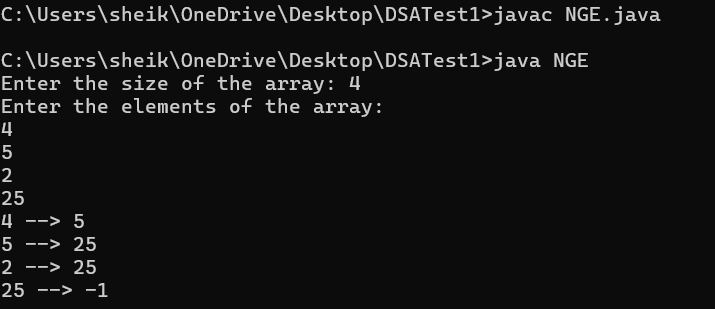 C:\Users\sheik\OneDrive\Desktop\DSATest1>javac NGE.java
C:\Users\sheik\OneDrive\Desktop\DSATest1>java NGE
Enter the size of the array: 4
Enter the elements of the array:
4
5
2
25
4 --> 5
5 --> 25
2 --> 25
25 --> -1